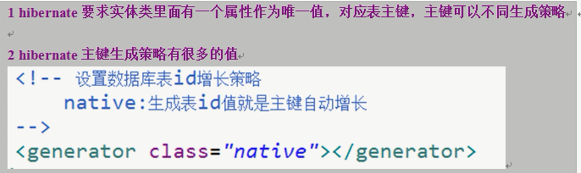 1 hibernate 要求实体类里面有一个属性作为唯一值，对应表主键，主键可以不同生成策略
2 hibernate 主键生成策略有很多的值
<!-- 设置数据库表id增长策略
native:生成表id值就是主键自动增长
-->
<generator class="native"></generator>